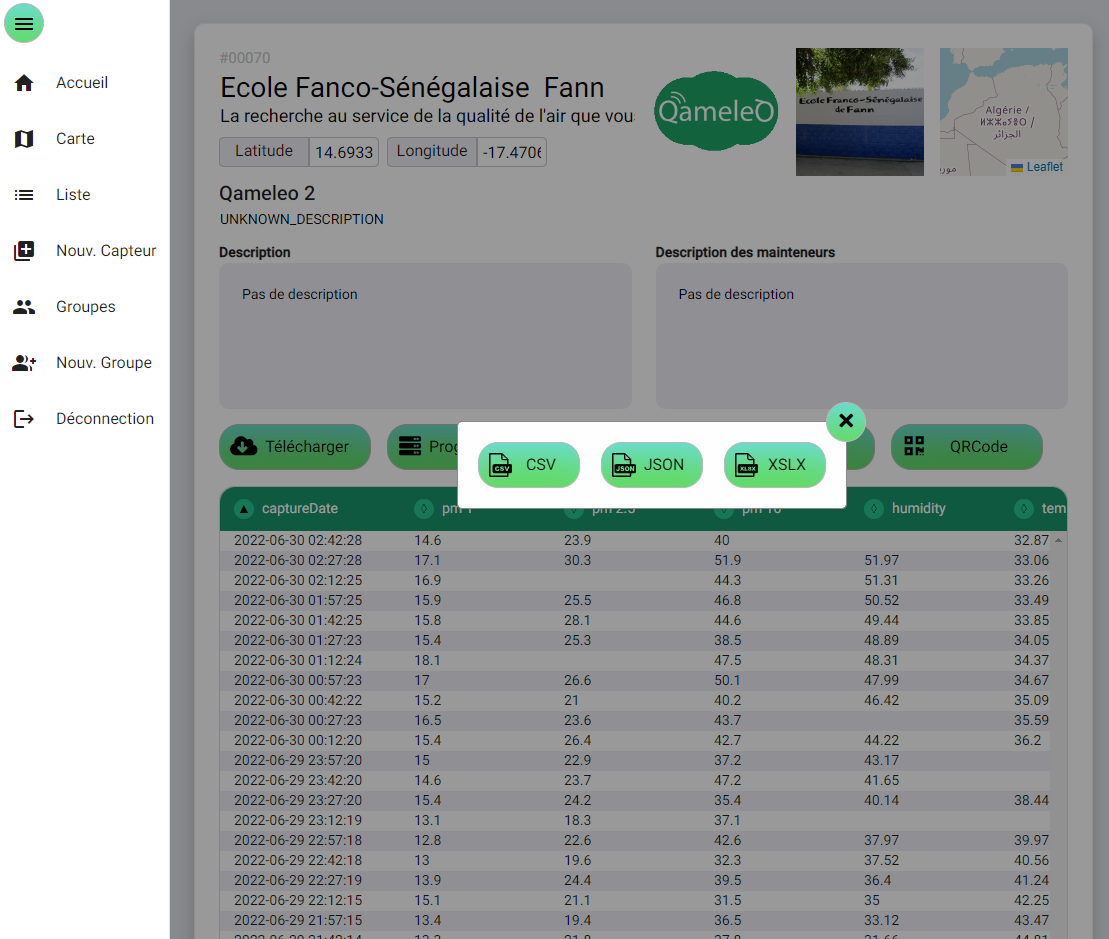 Accueil
Carte
Liste
Nouv. Capteur
Groupes
Nouv. Groupe
Déconnection
#00070
Ecole Fanco-Sénégalaise Fann
La recherche au service de la qualité de l'air que vou
Latitude 14.6933 Longitude -17.4706
QameleO
Ecole Franco-Sénégalaise
de Fann
Algérie /
ⵍⵣⵣⴰⵢⴻⵔ /
الجزائر
Leaflet
Qameleo 2
UNKNOWN_DESCRIPTION
Description Description des mainteneurs
Pas de description Pas de description
Télécharger Prog QRCode
CSV CSV JSON JSON XLSX XSLX
captureDate pm 1 pm 2.5 pm 10 humidity tem
2022-06-30 02:42:28 14.6 23.9 40 32.87
2022-06-30 02:27:28 17.1 30.3 51.9 51.97 33.06
2022-06-30 02:12:25 16.9 44.3 51.31 33.26
2022-06-30 01:57:25 15.9 25.5 46.8 50.52 33.49
2022-06-30 01:42:25 15.8 28.1 44.6 49.44 33.85
2022-06-30 01:27:23 15.4 25.3 38.5 48.89 34.05
2022-06-30 01:12:24 18.1 47.5 48.31 34.37
2022-06-30 00:57:23 17 26.6 50.1 47.99 34.67
2022-06-30 00:42:22 15.2 21 40.2 46.42 35.09
2022-06-30 00:27:23 16.5 23.6 43.7 35.59
2022-06-30 00:12:20 15.4 26.4 42.7 44.22 36.2
2022-06-29 23:57:20 15 22.9 37.2 43.17
2022-06-29 23:42:20 14.6 23.7 47.2 41.65
2022-06-29 23:27:20 15.4 24.2 35.4 40.14 38.44
2022-06-29 23:12:19 13.1 18.3 37.1
2022-06-29 22:57:18 12.8 22.6 42.6 37.97 39.97
2022-06-29 22:42:18 13 19.6 32.3 37.52 40.56
2022-06-29 22:27:19 13.9 24.4 39.5 36.4 41.24
2022-06-29 22:12:15 15.1 21.1 31.5 35 42.25
2022-06-29 21:57:15 13.4 19.4 36.5 33.12 43.47